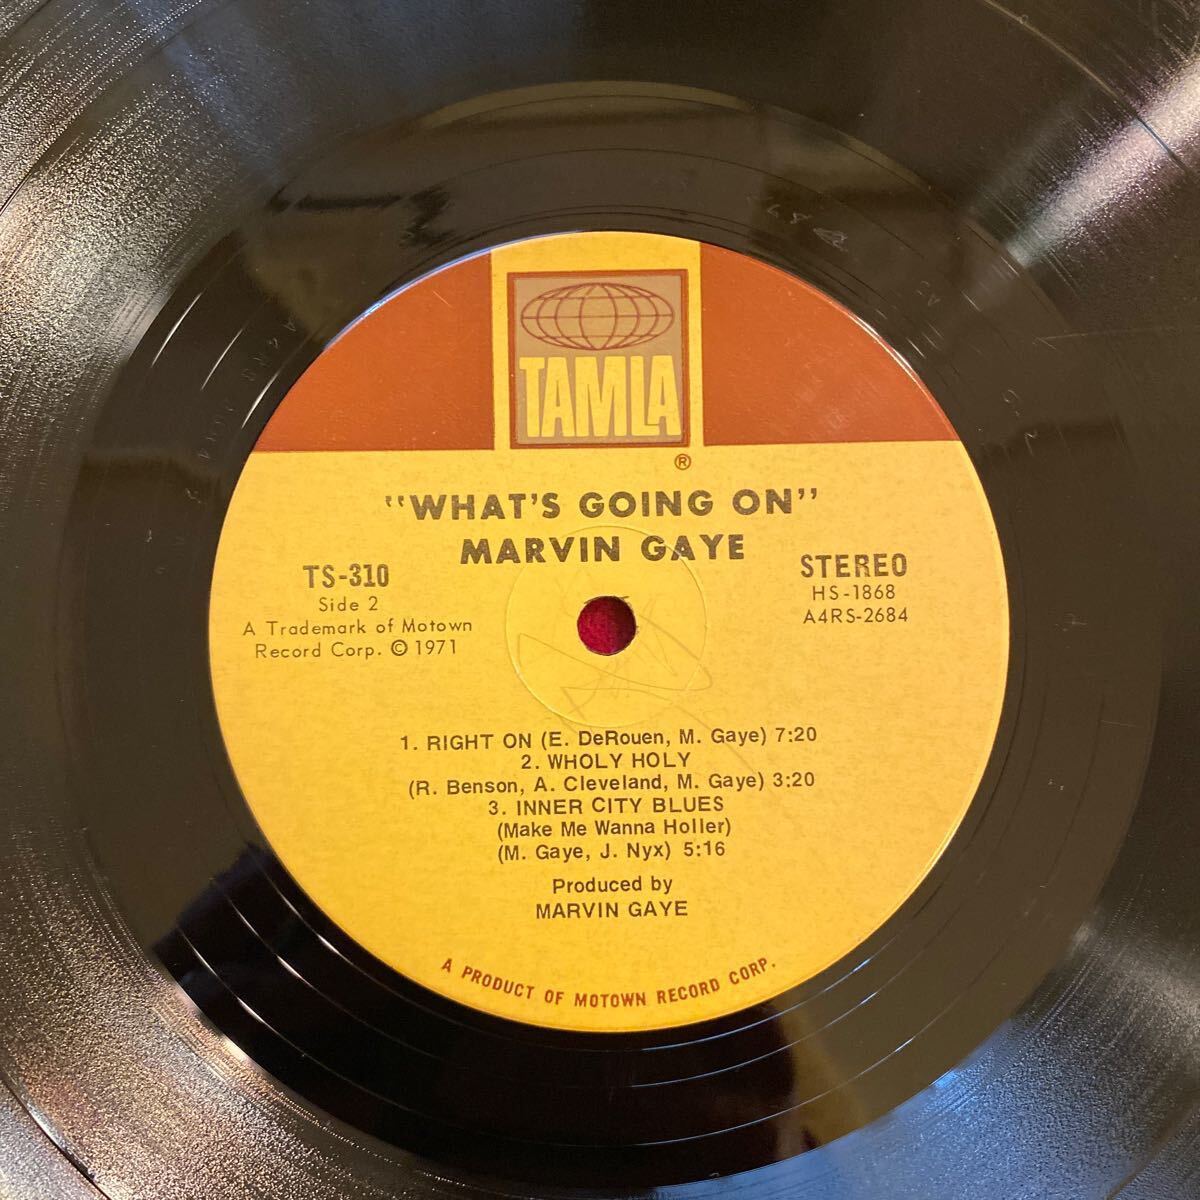 TAMLA
®
"WHAT'S GOING ON"
MARVIN GAYE
TS-310
Side 2
A Trademark of Motown
Record Corp. © 1971
STEREO
HS-1868
A4RS-2684
1. RIGHT ON (E. DeRouen, M. Gaye) 7:20
2. WHOLY HOLY
(R. Benson, A. Cleveland, M. Gaye) 3:20
3. INNER CITY BLUES
(Make Me Wanna Holler)
(M. Gaye, J. Nyx) 5:16
Produced by
MARVIN GAYE
A PRODUCT OF MOTOWN RECORD CORP.